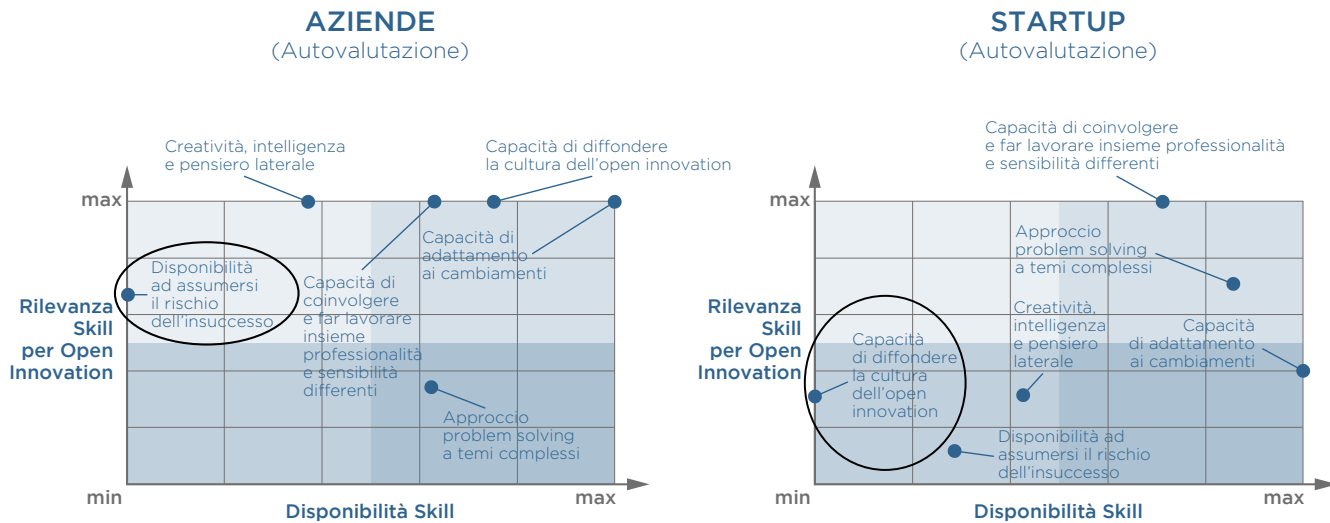 AZIENDE
(Autovalutazione)
Creatività, intelligenza
e pensiero laterale
Capacità di diffondere
la cultura dell'open innovation
max
Capacità di
adattamento
ai cambiamenti
Disponibilità
ad assumersi
il rischio
dell'insuccesso
Capacità di
coinvolgere
e far lavorare
insieme
professionalità
e sensibilità
differenti
Rilevanza
Skill
per Open
Innovation
Approccio
problem solving
a temi complessi
min
max
Disponibilità Skill
STARTUP
(Autovalutazione)
Capacità di coinvolgere
e far lavorare insieme professionalità
e sensibilità differenti
max
Approccio
problem solving
a temi complessi
Rilevanza
Skill
per Open
Innovation
Creatività,
intelligenza
e pensiero
laterale
Capacità
di adattamento
ai cambiamenti
Capacità
di diffondere
la cultura
dell'open
innovation
Disponibilità ad
assumersi il rischio
dell'insuccesso
min
max
Disponibilità Skill